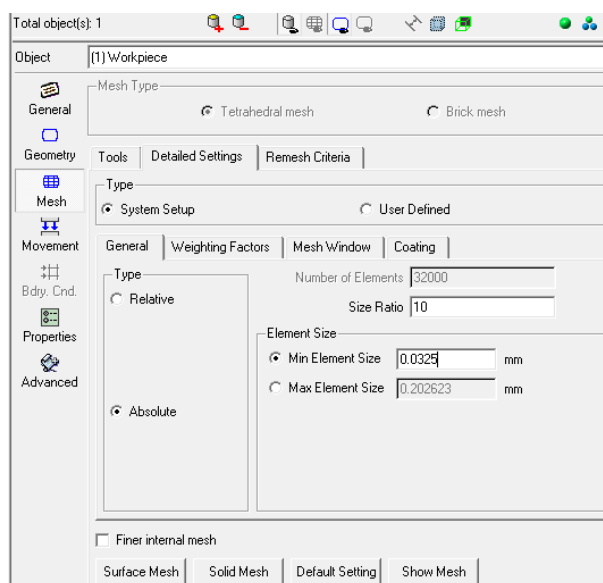 Total object(s): 1
Object (1) Workpiece
General
Geometry
Mesh
Movement
Bdry. Cnd.
Properties
Advanced
Mesh Type
Tetrahedral mesh Brick mesh
Tools Detailed Settings Remesh Criteria
Type
System Setup User Defined
General Weighting Factors Mesh Window Coating
Type
Relative
Absolute
Number of Elements 32000
Size Ratio 10
Element Size
Min Element Size 0.0325 mm
Max Element Size 0.202623 mm
Finer internal mesh
Surface Mesh Solid Mesh Default Setting Show Mesh